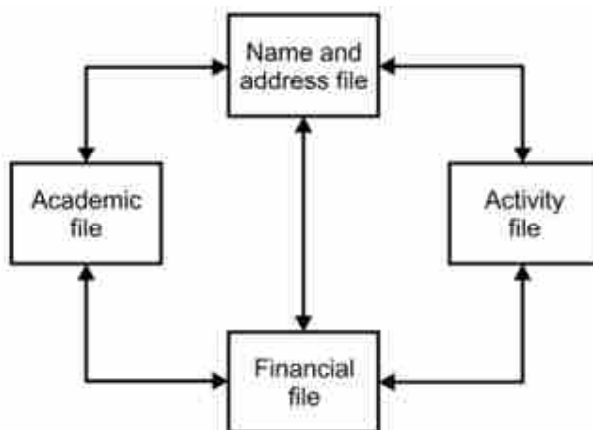 Name and
address file
Academic
file
Activity
file
Financial
file